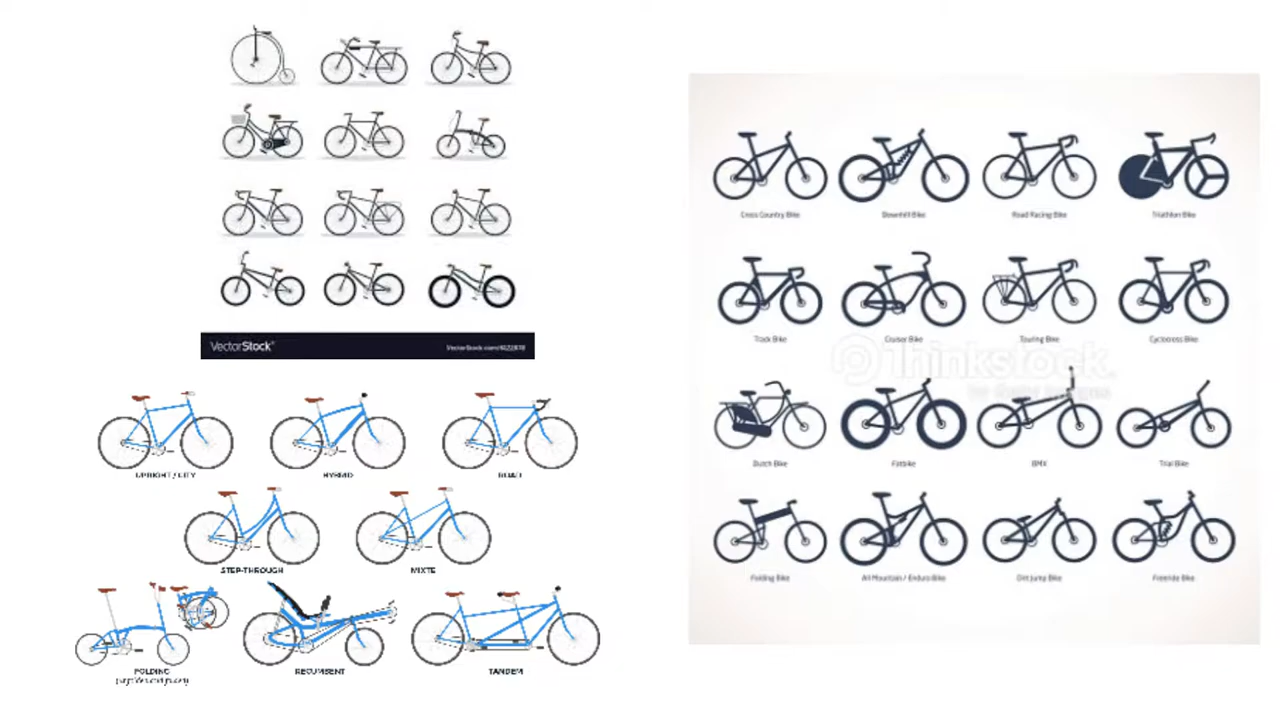 VectorStock®
UPRIGHT / CITY
HYBRID
ROAD
STEP-THROUGH
MIXTE
FOLDING
RECUMBENT
TANDEM
Cross Country Bike
Downhill Bike
Road Racing Bike
Triathlon Bike
Track Bike
Cruiser Bike
Touring Bike
Cyclocross Bike
Thinkstock
Dutch Bike
Fatbike
BMX
Trial Bike
Folding Bike
All Mountain / Enduro Bike
Dirt Jump Bike
Freeride Bike